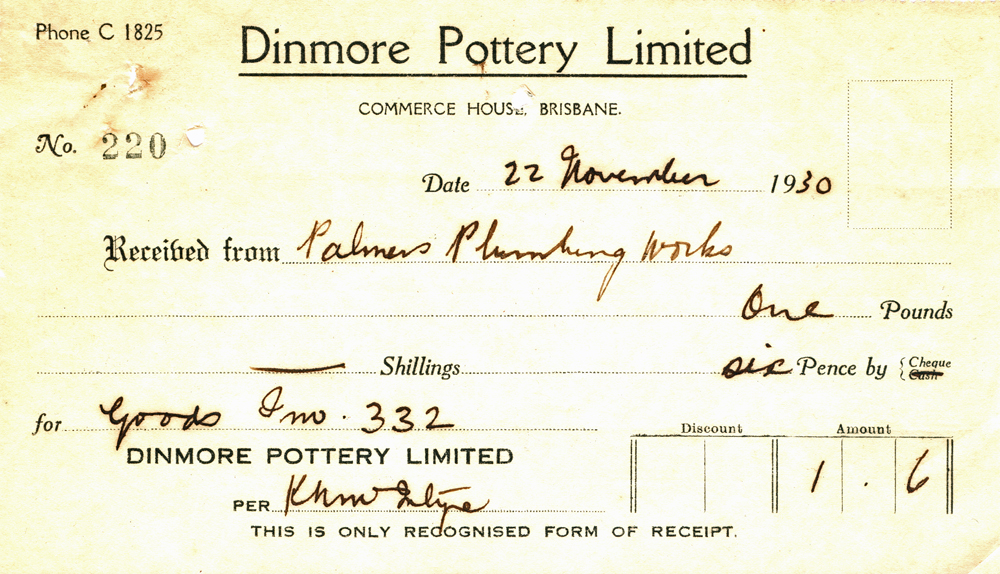 Phone C 1825
Dinmore Pottery Limited
COMMERCE HOUSE, BRISBANE.
No. 220
Date 22 November 1930
Received from Palmers Plumbing Works
One Pounds
— Shillings six Pence by { Cheque
Cash
for Goods Inv. 332
Discount Amount
DINMORE POTTERY LIMITED
1 . 6
PER
THIS IS ONLY RECOGNISED FORM OF RECEIPT.